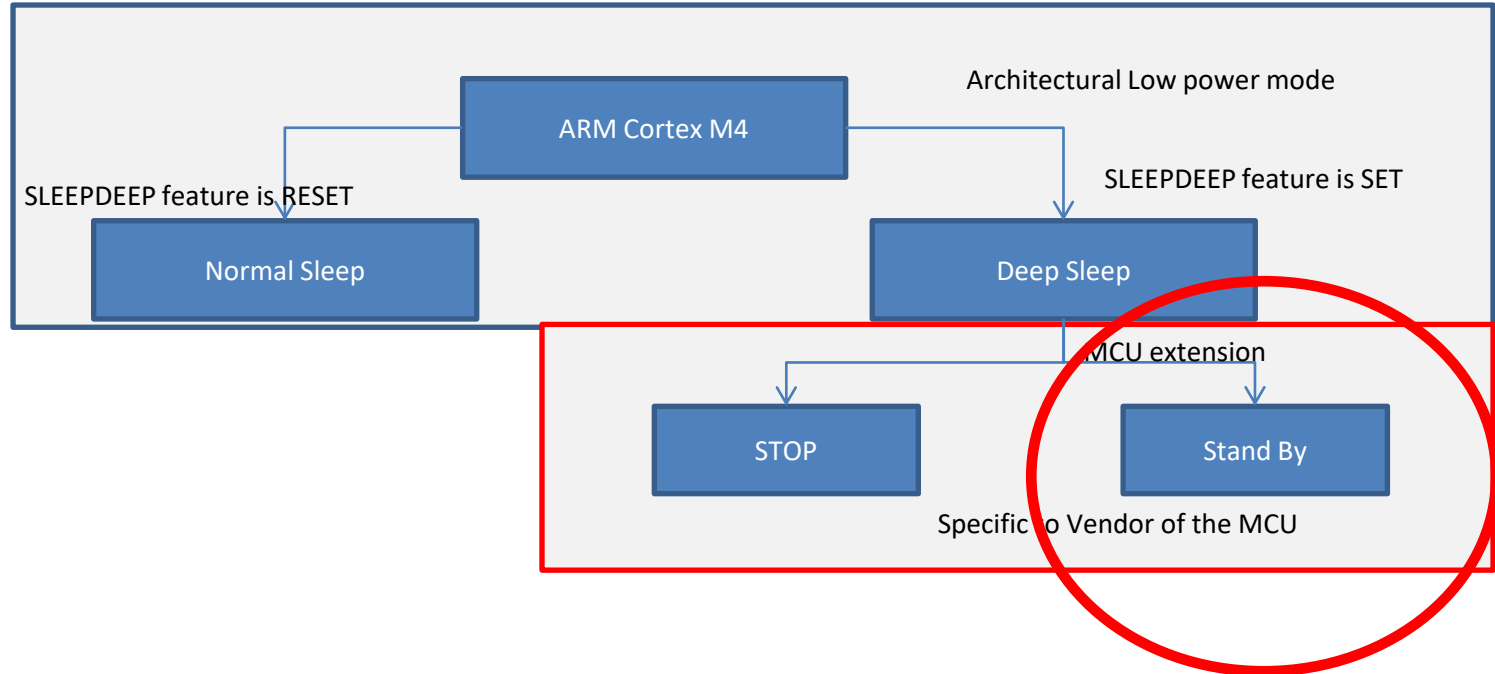 Architectural Low power mode
ARM Cortex M4
SLEEPDEEP feature is RESET
SLEEPDEEP feature is SET
Normal Sleep
Deep Sleep
MCU extension
STOP
Stand By
Specific to Vendor of the MCU